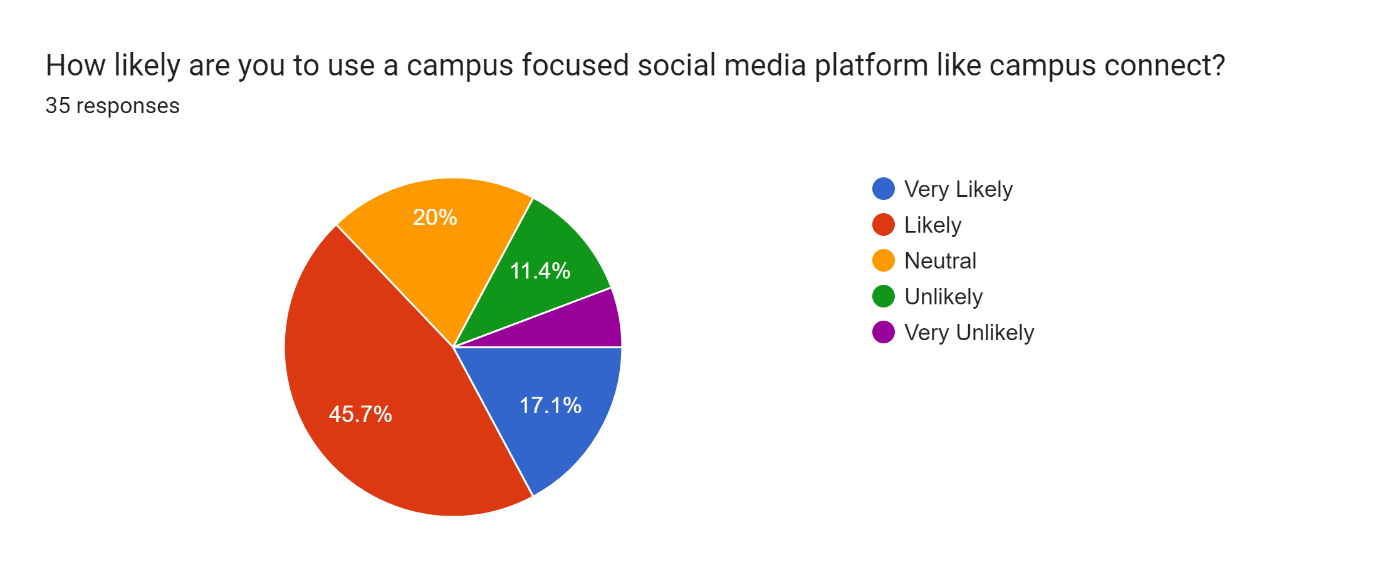 How likely are you to use a campus focused social media platform like campus connect?
35 responses
20%
11.4%
17.1%
45.7%
Very Likely
Likely
Neutral
Unlikely
Very Unlikely